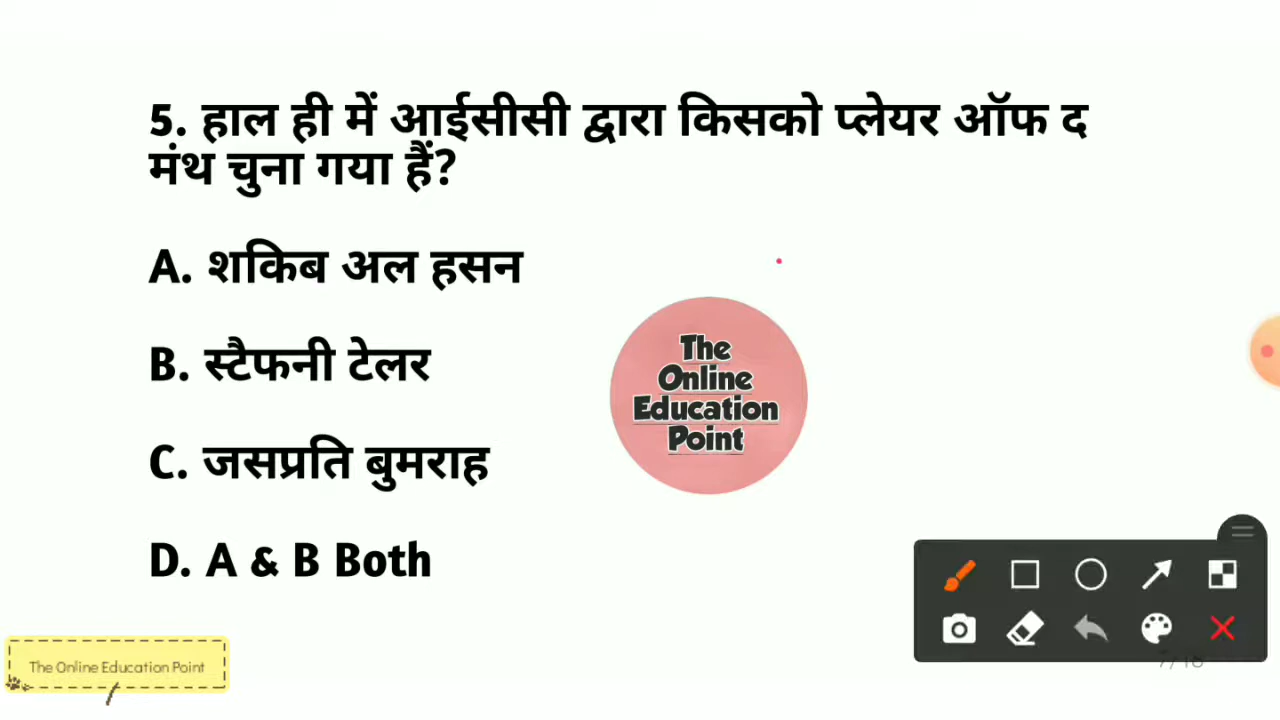 5. हाल ही में आईसीसी द्वारा किसको प्लेयर ऑफ द
मंथ चुना गया हैं?
A. शकिब अल हसन
B. स्टैफनी टेलर
C. जसप्रति बुमराह
D. A & B Both
The
Online
Education
Point
The Online Education Point